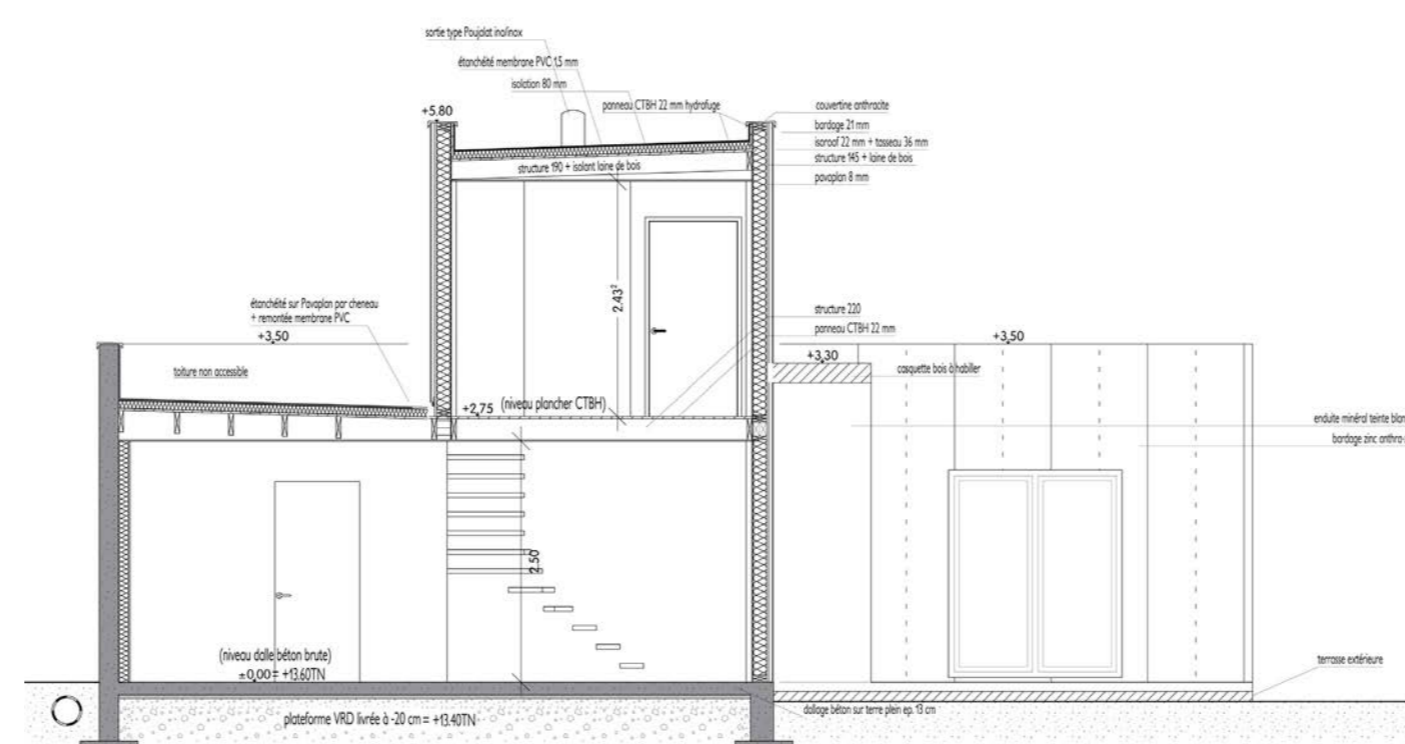 sortie type Poujalat inolinox
étanchéité membrane PVC 1,5 mm
isolation 80 mm
panneau CTBH 22 mm hydrofuge
couvertine anthracite
+5.80
bardage 21 mm
isoroof 22 mm + tasseau 36 mm
structure 145 + laine de bois
pavaplan 8 mm
structure 190 + isolant laine de bois
2.43²
étanchéité sur Pavaplan par cheneau
+ remontée membrane PVC
structure 220
panneau CTBH 22 mm
+3,50
+3,50
+3,30
toiture non accessible
casquette bois à habiller
+2,75
(niveau plancher CTBH)
enduite minéral teinte blan
bardage zinc anthra
2.50
(niveau dalle béton brute)
±0,00 = +13.60TN
terrasse extérieure
dallage béton sur terre plein ep. 13 cm
plateforme VRD livrée à -20 cm = +13.40TN